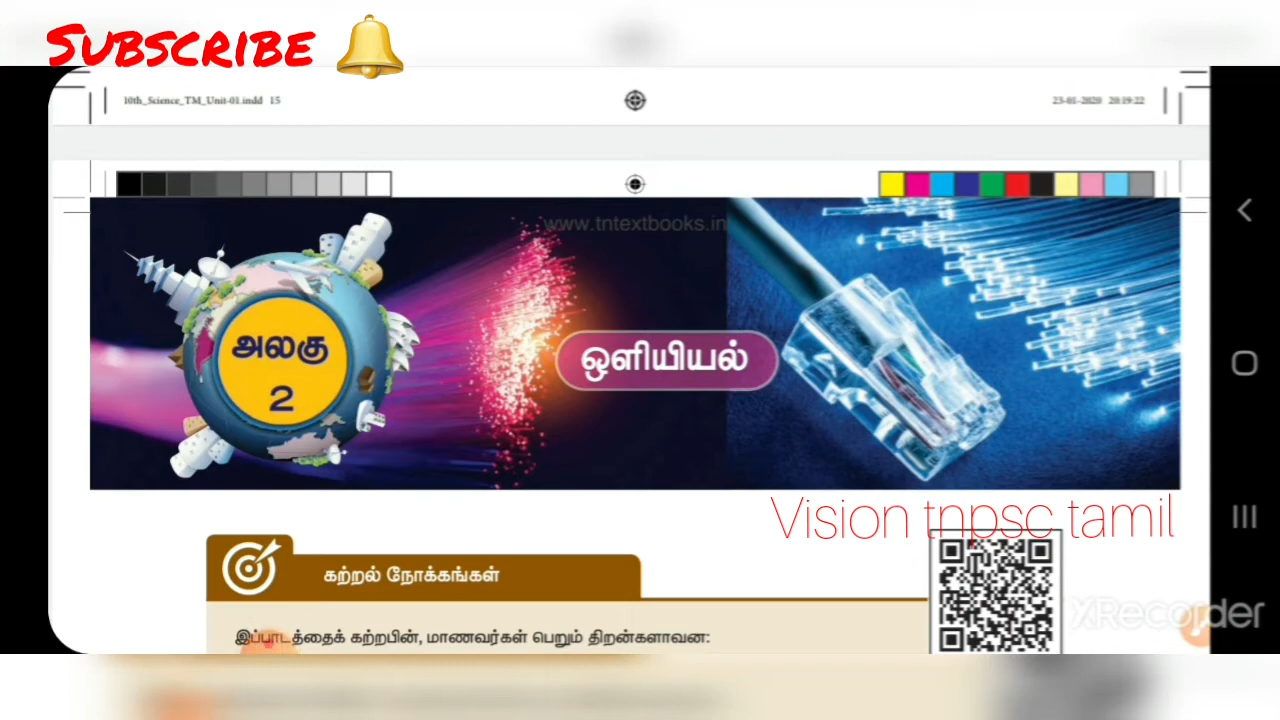 SUBSCRIBE
10th_Science_TM_Unit-01.indd 15
23-01-2020 20:19:22
www.tntextbooks.in
அலகு
2
ஒளியியல்
Vision tnpsc tamil
கற்றல் நோக்கங்கள்
XRecorder
இப்பாடத்தைக் கற்றபின், மாணவர்கள் பெறும் திறன்களாவன: